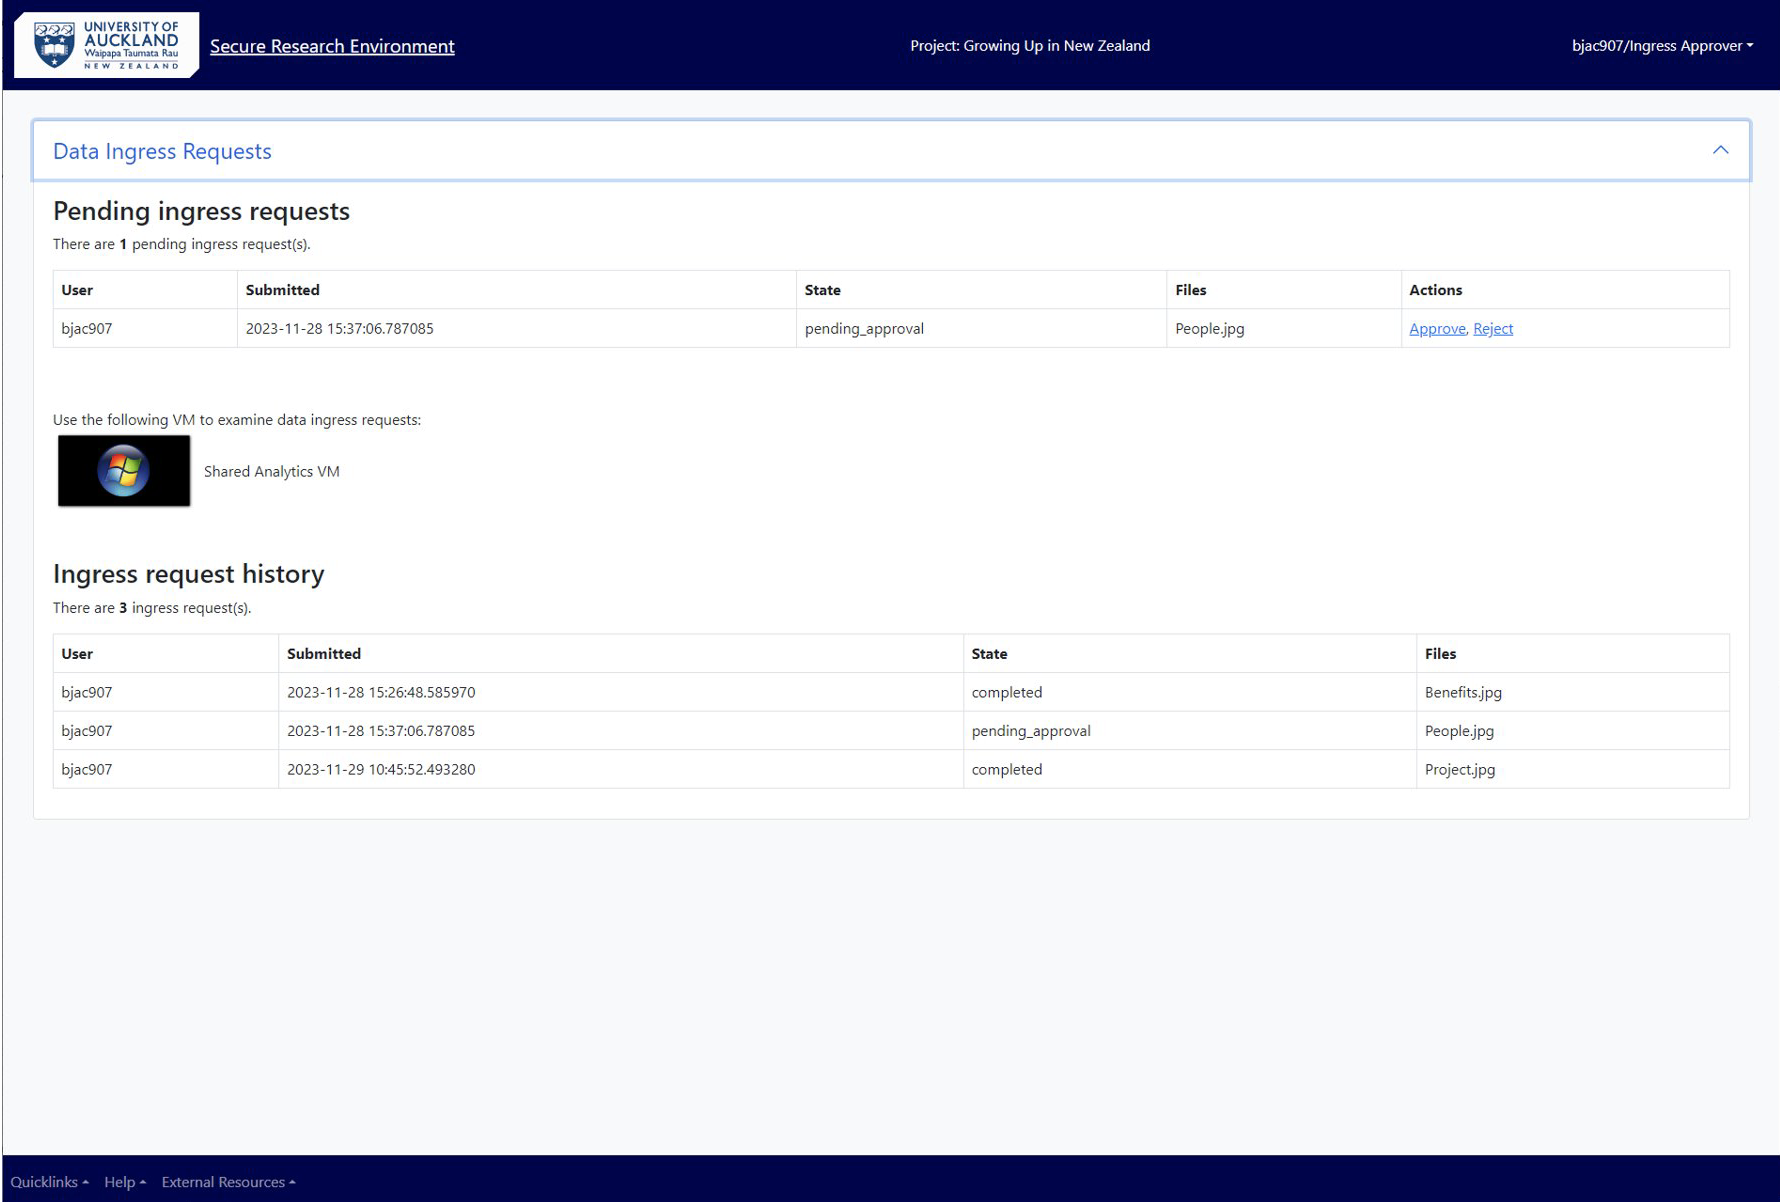 UNIVERSITY OF
AUCKLAND
Waipapa Taumata Rau
NEW ZEALAND
Secure Research Environment
Project: Growing Up in New Zealand
bjac907/Ingress Approver
Data Ingress Requests
Pending ingress requests
There are 1 pending ingress request(s).
User Submitted State Files Actions
bjac907 2023-11-28 15:37:06.787085 pending_approval People.jpg Approve, Reject
Use the following VM to examine data ingress requests:
Shared Analytics VM
Ingress request history
There are 3 ingress request(s).
User Submitted State Files
bjac907 2023-11-28 15:26:48.585970 completed Benefits.jpg
bjac907 2023-11-28 15:37:06.787085 pending_approval People.jpg
bjac907 2023-11-29 10:45:52.493280 completed Project.jpg
Quicklinks Help External Resources